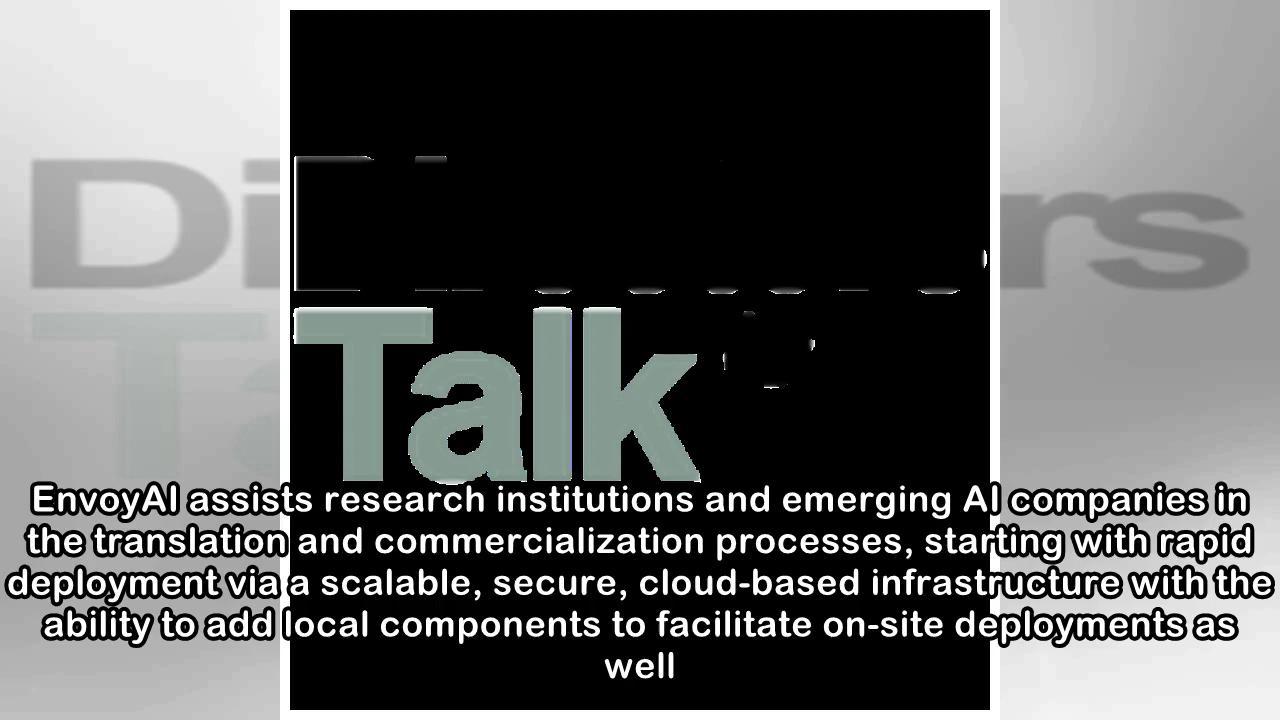 Talk
EnvoyAI assists research institutions and emerging AI companies in
the translation and commercialization processes, starting with rapid
deployment via a scalable, secure, cloud-based infrastructure with the
ability to add local components to facilitate on-site deployments as
well